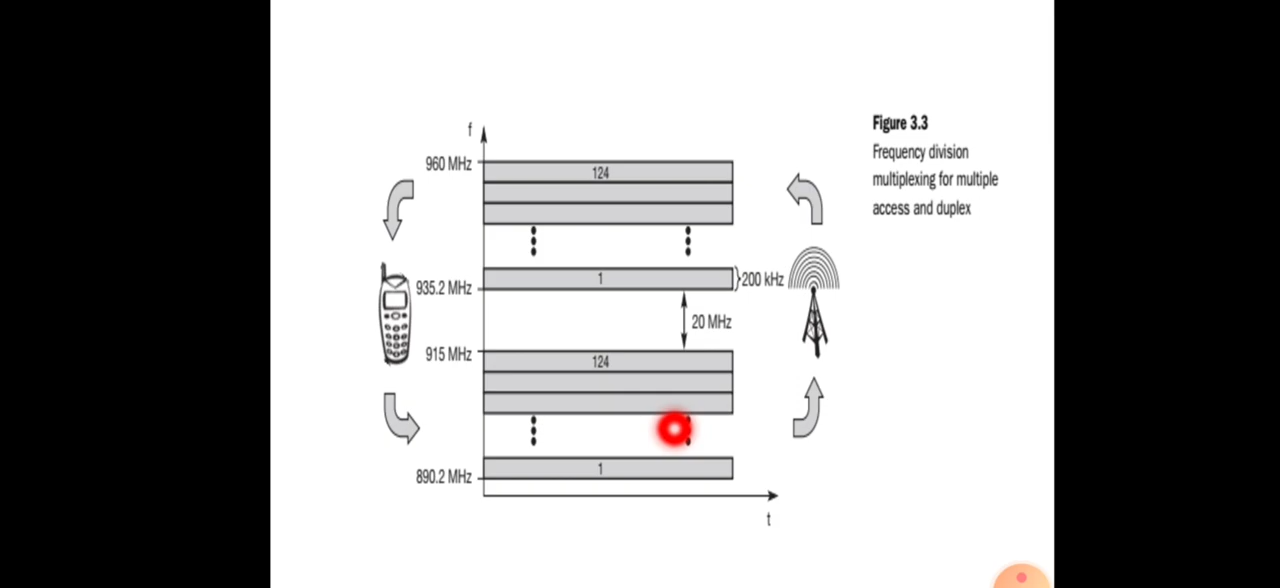 Figure 3.3
Frequency division
multiplexing for multiple
access and duplex
f
960 MHz
124
1
200 kHz
935.2 MHz
20 MHz
915 MHz
124
1
890.2 MHz
t